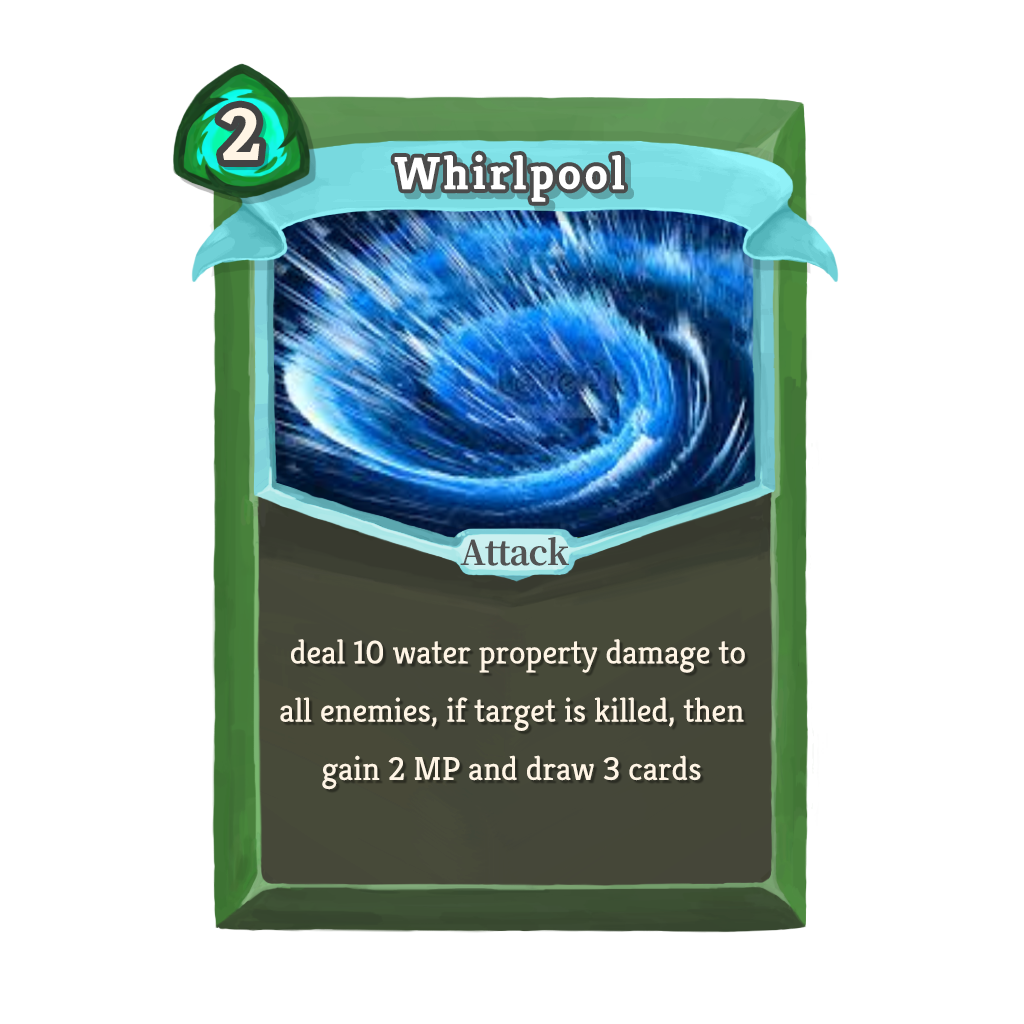 2
Whirlpool
Attack
deal 10 water property damage to
all enemies, if target is killed, then
gain 2 MP and draw 3 cards